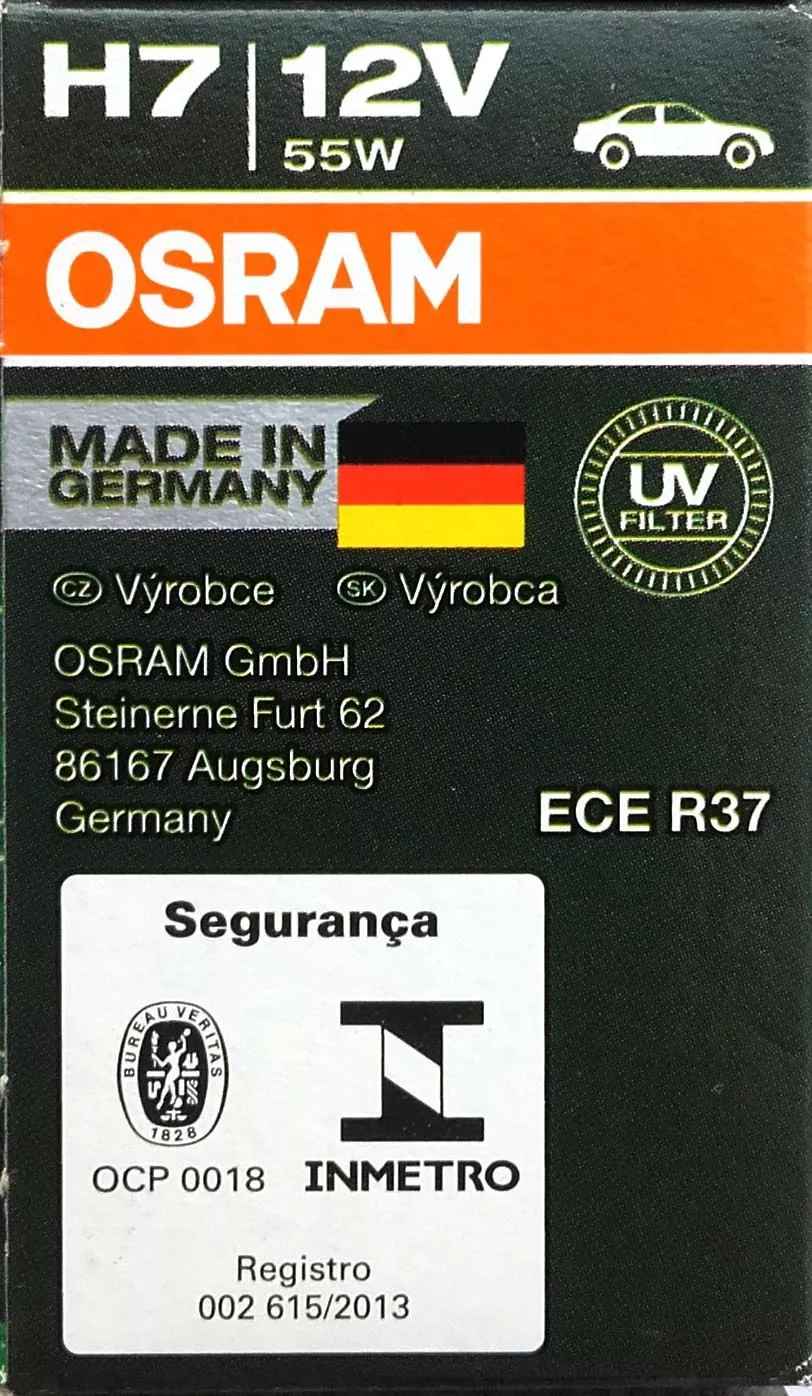 H7 12V
55W
OSRAM
MADE IN
GERMANY
UV
FILTER
CZ Výrobce SK Výrobca
OSRAM GmbH
Steinerne Furt 62
86167 Augsburg
Germany
ECE R37
Segurança
BUREAU VERITAS
1828
OCP 0018 INMETRO
Registro
002 615/2013